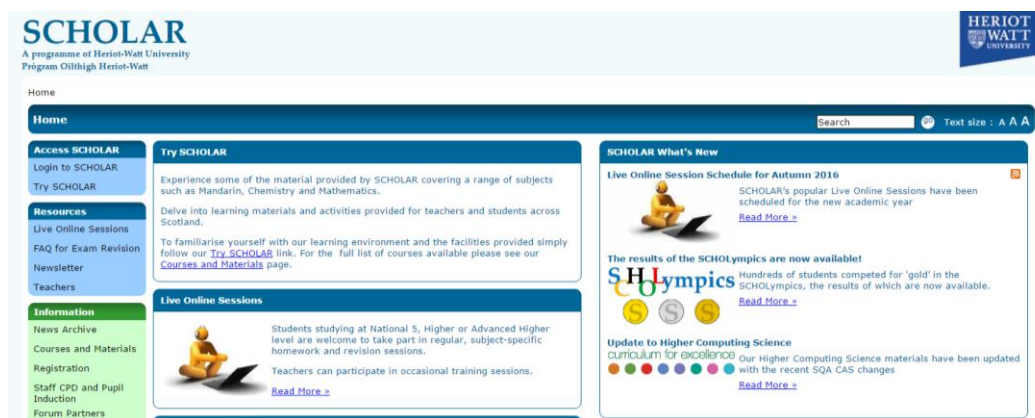 SCHOLAR
A programme of Heriot-Watt University
Prògram Oilthigh Heriot-Watt
HERIOT
WATT
UNIVERSITY
Home
Home
Search
go
Text size : A A A
Access SCHOLAR
Login to SCHOLAR
Try SCHOLAR
Resources
Live Online Sessions
FAQ for Exam Revision
Newsletter
Teachers
Information
News Archive
Courses and Materials
Registration
Staff CPD and Pupil
Induction
Forum Partners
Try SCHOLAR
Experience some of the material provided by SCHOLAR covering a range of subjects
such as Mandarin, Chemistry and Mathematics.
Delve into learning materials and activities provided for teachers and students across
Scotland.
To familiarise yourself with our learning environment and the facilities provided simply
follow our Try SCHOLAR link. For the full list of courses available please see our
Courses and Materials page.
Live Online Sessions
Students studying at National 5, Higher or Advanced Higher
level are welcome to take part in regular, subject-specific
homework and revision sessions.
Teachers can participate in occasional training sessions.
Read More »
SCHOLAR What's New
Live Online Session Schedule for Autumn 2016
SCHOLAR's popular Live Online Sessions have been
scheduled for the new academic year
Read More »
The results of the SCHOLympics are now available!
SCHOLympics
S S S
Hundreds of students competed for 'gold' in the
SCHOLympics, the results of which are now available.
Read More »
Update to Higher Computing Science
curriculum for excellence
Our Higher Computing Science materials have been updated
with the recent SQA CAS changes
Read More »